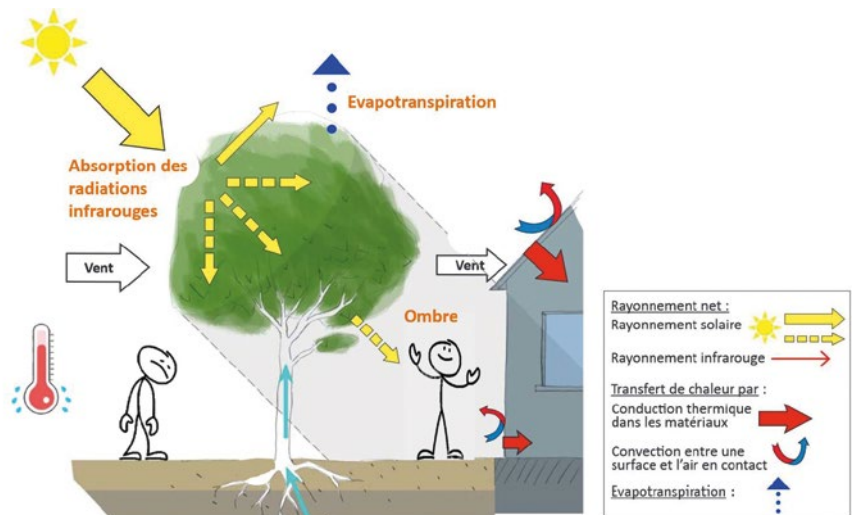 Evapotranspiration
Absorption des
radiations
infrarouges
Vent
Vent
Ombre
Rayonnement net :
Rayonnement solaire
Rayonnement infrarouge
Transfert de chaleur par :
Conduction thermique
dans les matériaux
Convection entre une
surface et l'air en contact
Evapotranspiration :